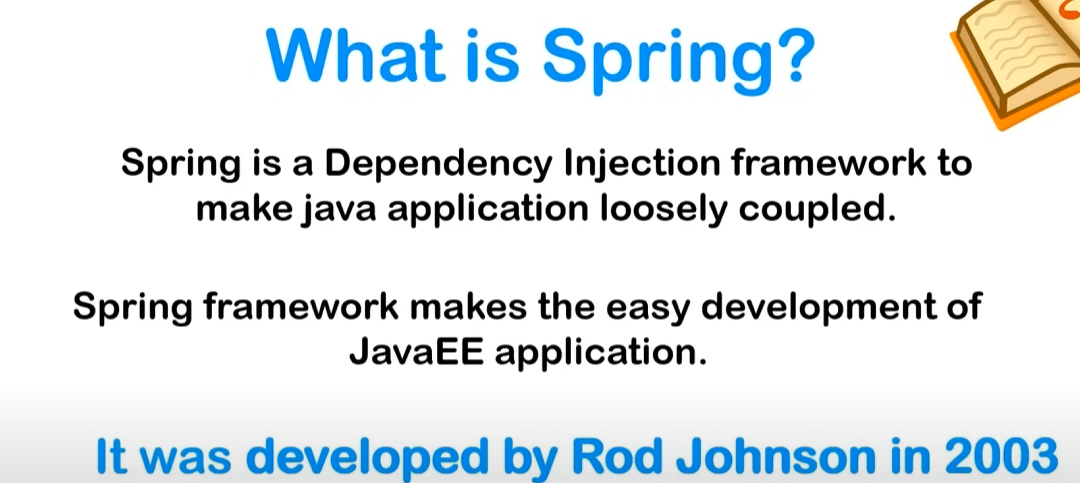 What is Spring?
Spring is a Dependency Injection framework to
make java application loosely coupled.
Spring framework makes the easy development of
JavaEE application.
It was developed by Rod Johnson in 2003